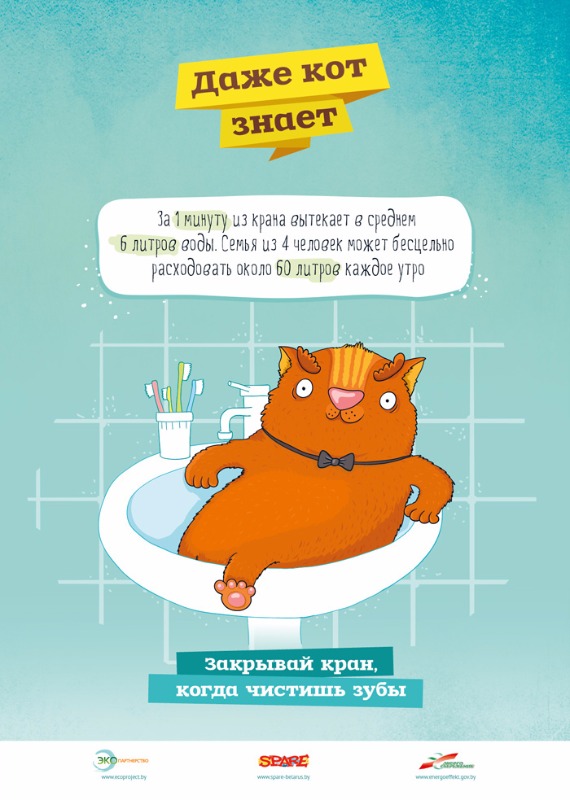 Даже кот
знает
За 1 минуту из крана вытекает в среднем
6 литров воды. Семья из 4 человек может бесцельно
расходовать около 60 литров каждое утро
Закрывай кран,
когда чистишь зубы
ЭКОПАРТНЕРСТВО
SPARE
www.ecoproject.by
www.spare-belarus.by
www.energoeffekt.gov.by